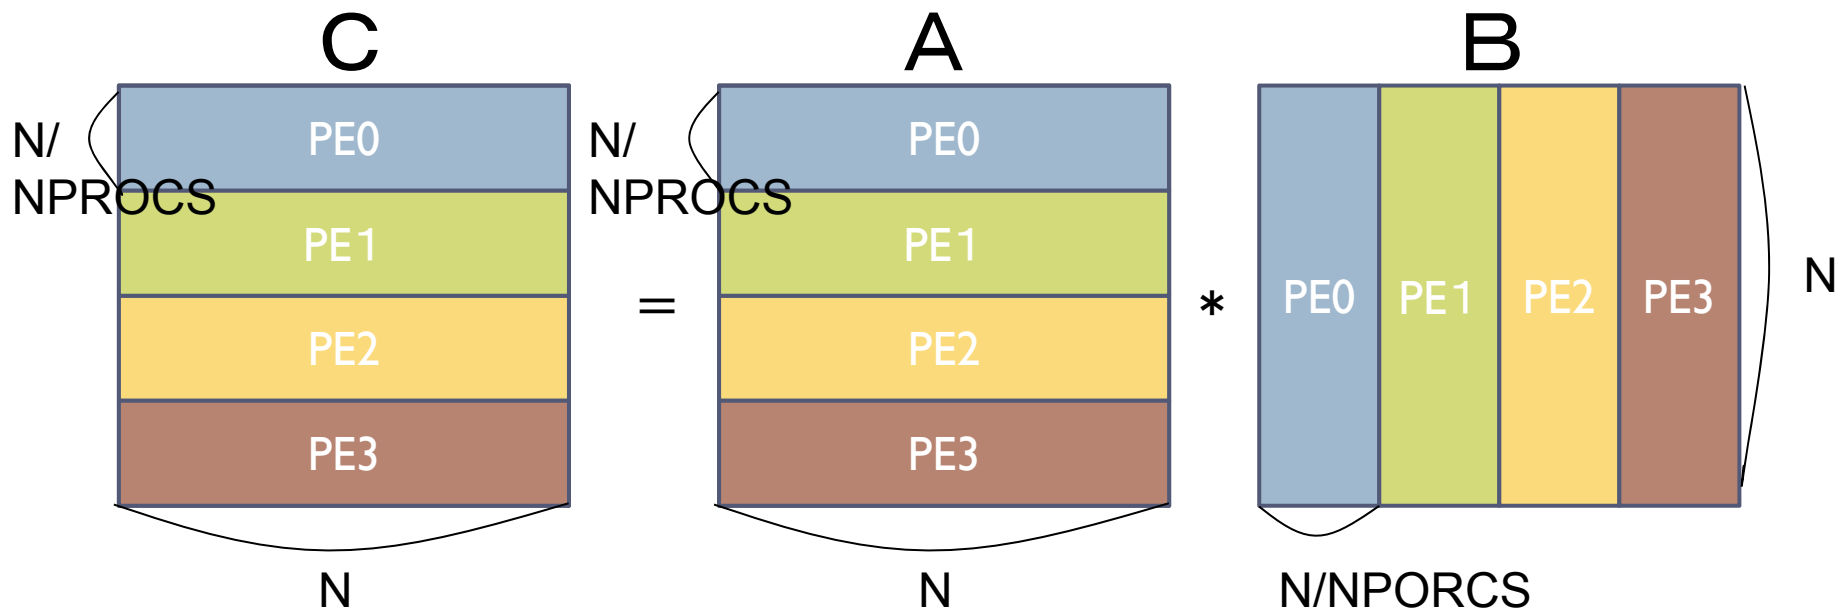 C
A
B
N/
NPROCS
PE0
PE1
PE2
PE3
N
=
N/
NPROCS
PE0
PE1
PE2
PE3
N
*
PE0
PE1
PE2
PE3
N
N/NPORCS